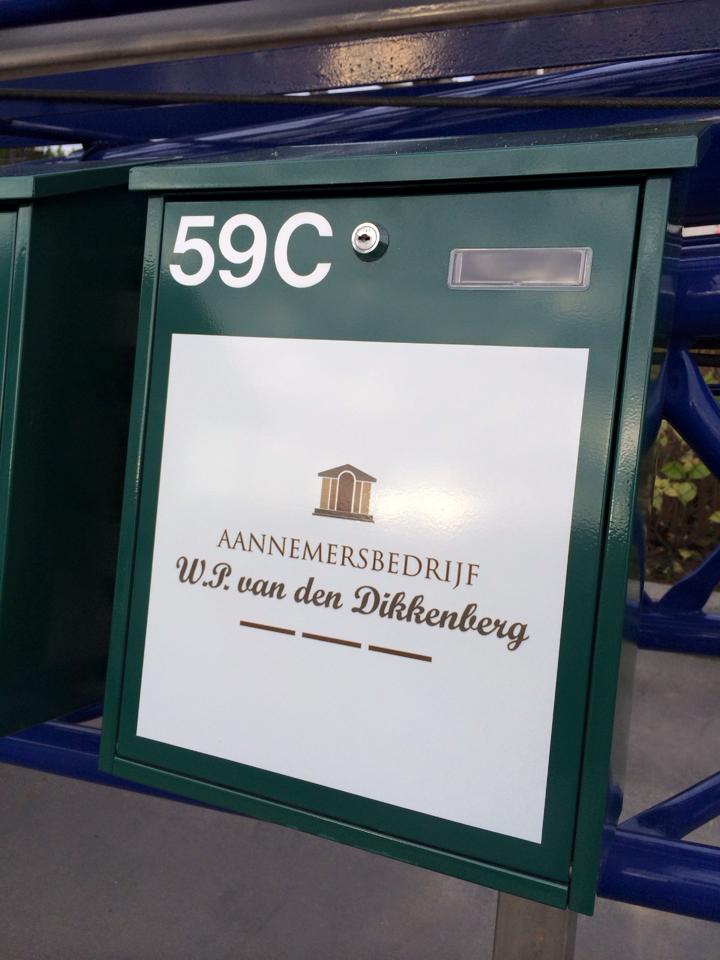 59C
AANNEMERSBEDRIJF
W.P. van den Dikkenberg